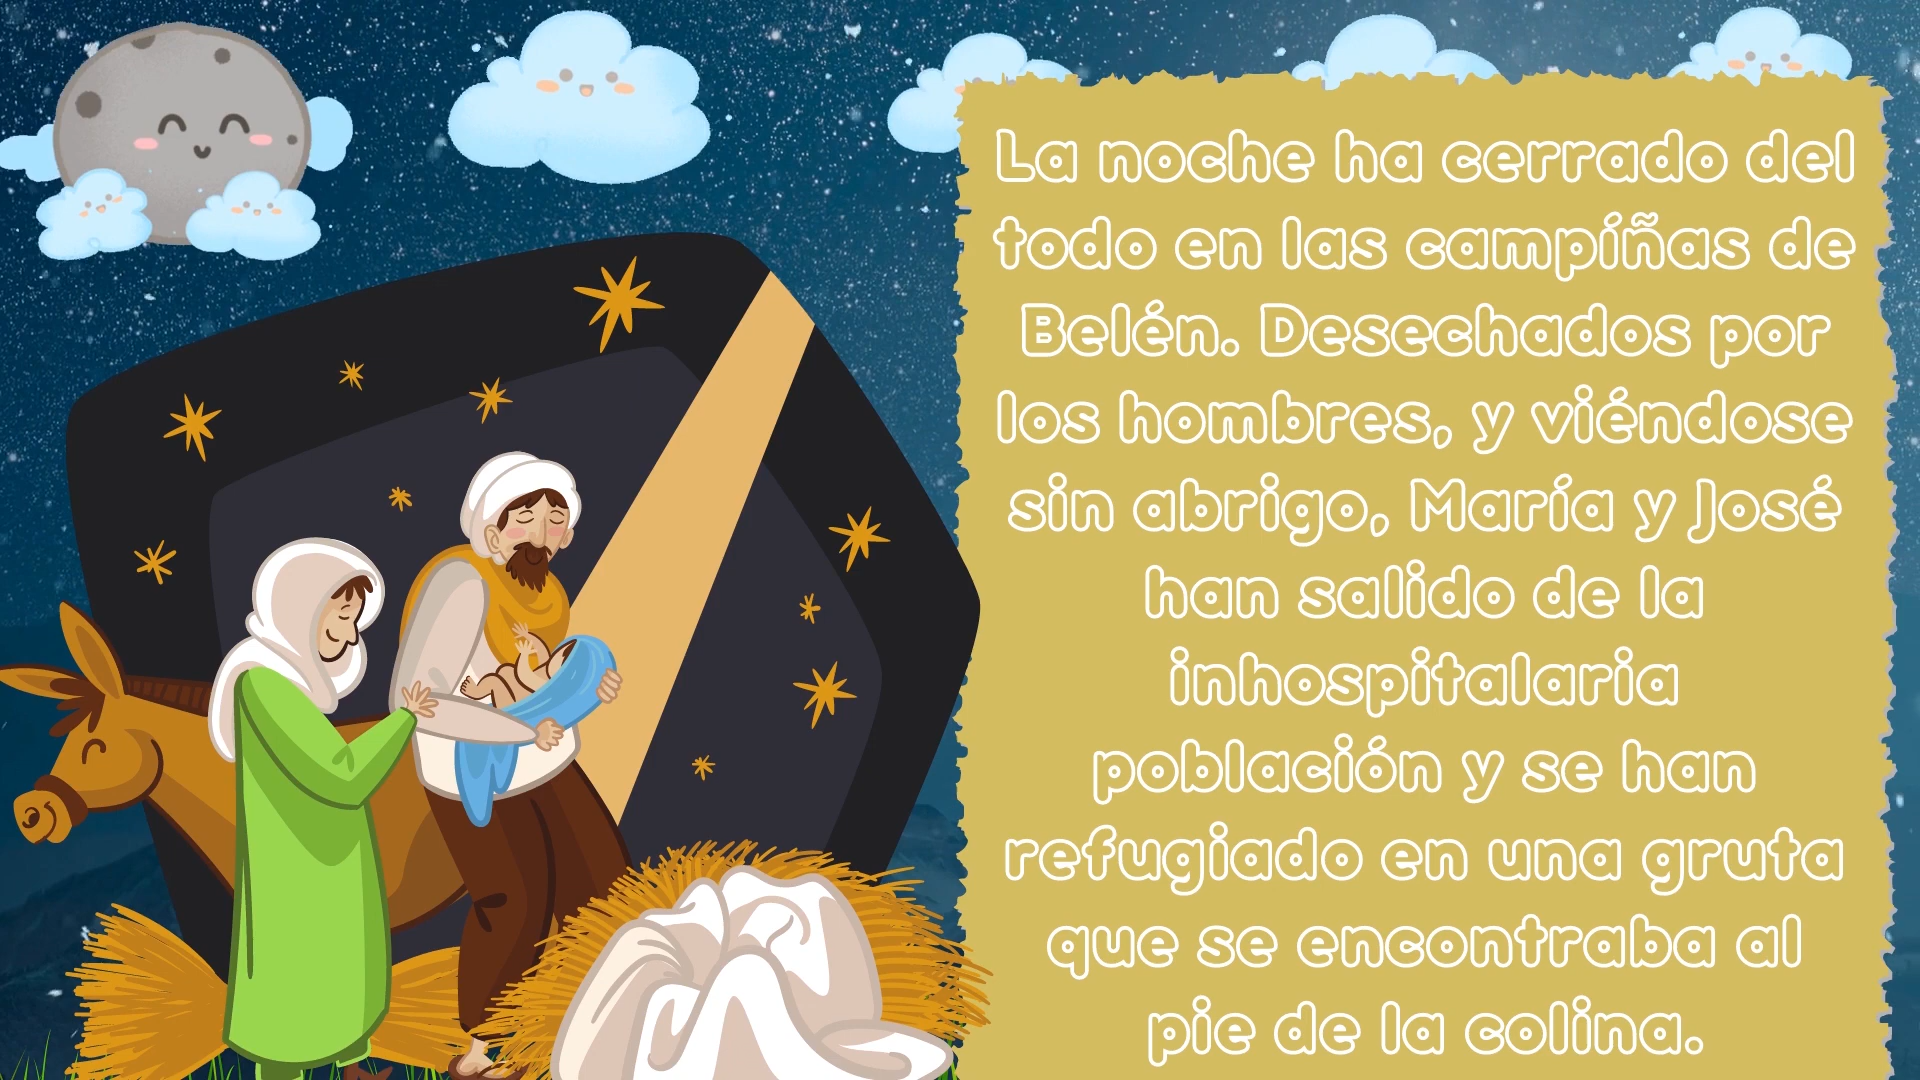 La noche ha cerrado del
todo en las campíñas de
Belén. Desechados por
los hombres, y viéndose
sin abrigo, María y José
han salido de la
inhospitalaria
población y se han
refugiado en una gruta
que se encontraba al
pie de la colina.